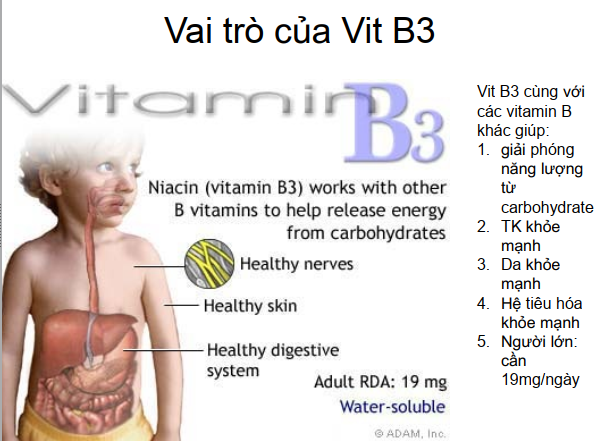 Vai trò của Vit B3
Vitamin B3
Niacin (vitamin B3) works with other
B vitamins to help release energy
from carbohydrates
Healthy nerves
Healthy skin
Healthy digestive
system
Adult RDA: 19 mg
Water-soluble
© ADAM, Inc.
Vit B3 cùng với
các vitamin B
khác giúp:
1. giải phóng
năng lượng
từ
carbohydrate
2. TK khỏe
mạnh
3. Da khỏe
mạnh
4. Hệ tiêu hóa
khỏe mạnh
5. Người lớn:
cần
19mg/ngày